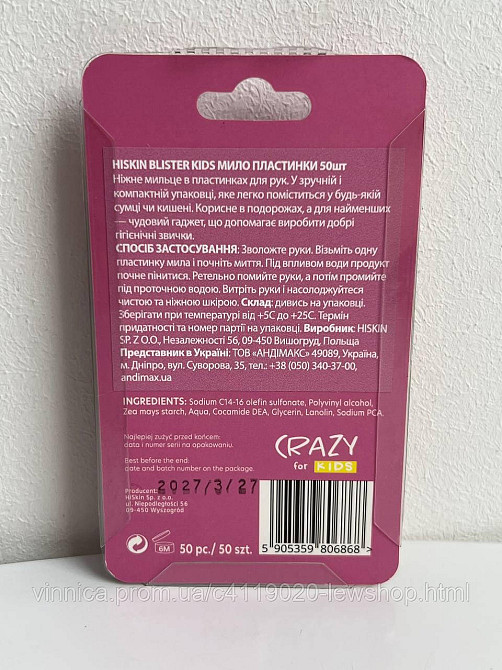 HISKIN BLISTER KIDS МИЛО ПЛАСТИНКИ 50шт
Ніжне мильце в пластинках для рук. У зручній і
компактній упаковці, яке легко поміститься у будь-якій
сумці чи кишені. Корисне в подорожах, а для найменших
— чудовий гаджет, що допомагає виробити добрі
гігієнічні звички.
СПОСІБ ЗАСТОСУВАННЯ: Зволожте руки. Візьміть одну
пластинку мила і почніть миття. Під впливом води продукт
почне пінитися. Ретельно помийте руки, а потім промийте
під проточною водою. Витріть руки і насолоджуйтеся
чистою та ніжною шкірою. Склад: дивись на упаковці.
Зберігати при температурі від +5С до +25С. Термін
придатності та номер партії на упаковці. Виробник: HISKIN
SP. Z O.O., Незалежності 56, 09-450 Вишогруд, Польща
Представник в Україні: ТОВ «АНДІМАКС» 49089, Україна,
м. Дніпро, вул. Суворова, 35, тел.: +38 (050) 340-37-00,
andimax.ua
INGREDIENTS: Sodium C14-16 olefin sulfonate, Polyvinyl alcohol,
Zea mays starch, Aqua, Cocamide DEA, Glycerin, Lanolin, Sodium PCA.
Najlepiej zużyć przed końcem:
data i numer serii na opakowaniu.
Best before the end:
date and batch number on the package.
CRAZY
for KIDS
2027/3/27
Producent:
HiSkin Sp. z o.o.
ul. Niepodległości 56
09-450 Wyszogród
6M
50 pc./ 50 szt.
5 905359 806868 >
vinnica.prom.ua/c4119020-lewshop.html